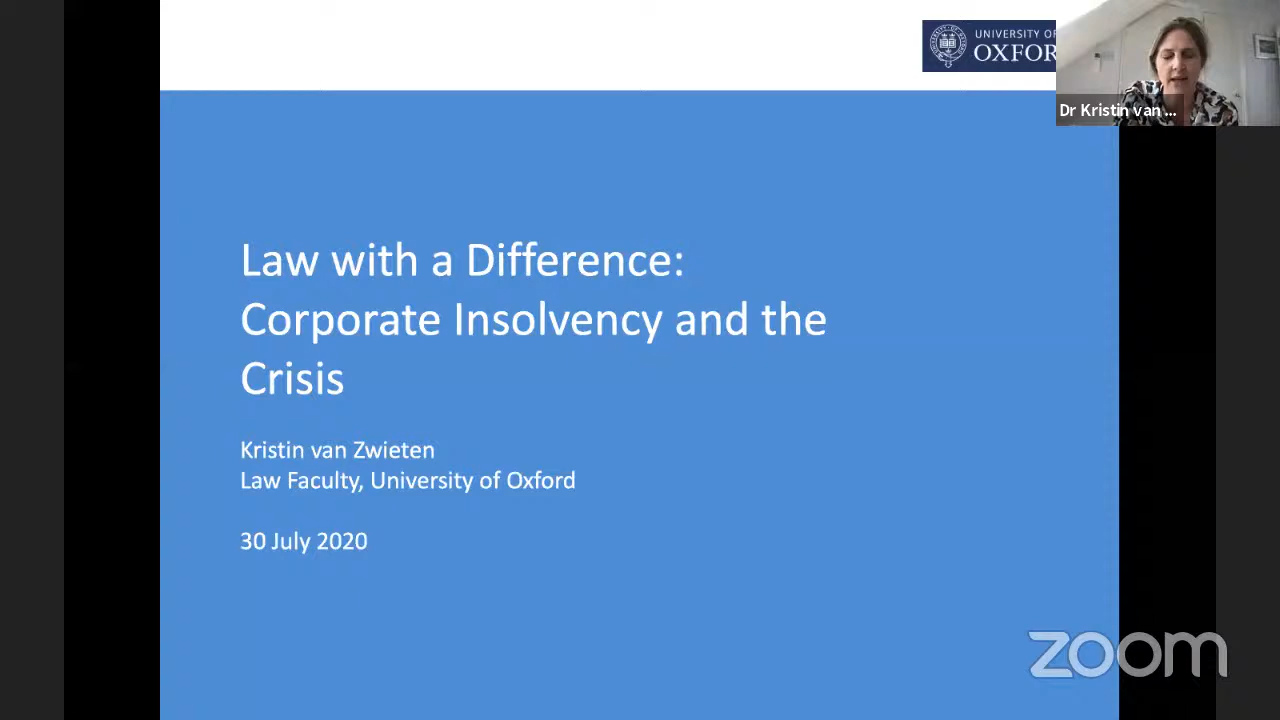 UNIVERSITY OF
OXFOR
Dr Kristin van ...
Law with a Difference:
Corporate Insolvency and the
Crisis
Kristin van Zwieten
Law Faculty, University of Oxford
30 July 2020
zoom